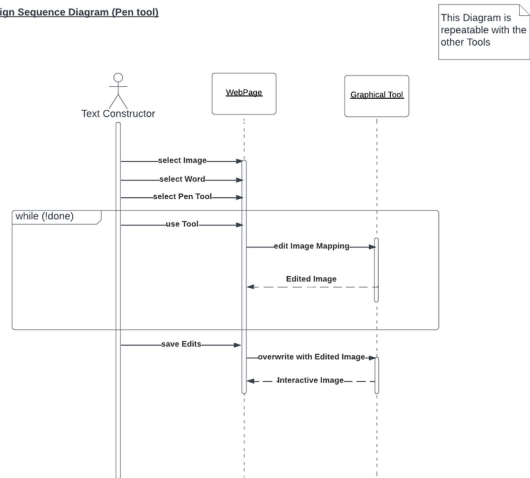 ign Sequence Diagram (Pen tool)
This Diagram is
repeatable with the
other Tools
WebPage
Graphical Tool
Text Constructor
select Image
select Word
select Pen Tool
while (!done)
use Tool
edit Image Mapping
Edited Image
save Edits
overwrite with Edited Image
Interactive Image